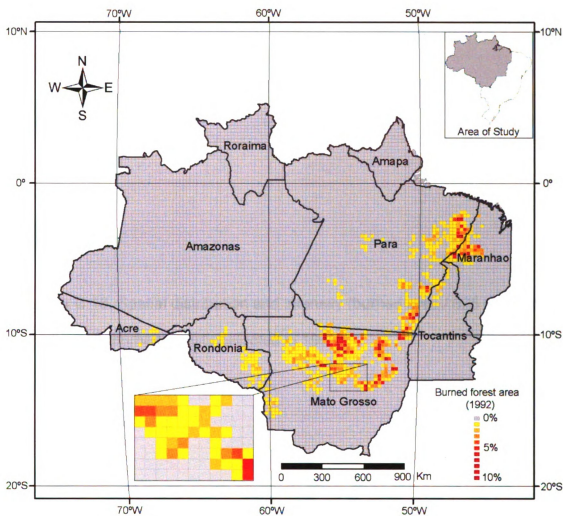 70°W 60°W 50°W
10°N 10°N
N
W E
S
Area of Study
Roraima
Amapa
0° 0°
Amazonas
Para
Maranhao
Acre
10°S 10°S
Rondonia
Tocantins
Mato Grosso
Burned forest area
(1992)
0%
5%
10%
0 300 600 900 Km
20°S 20°S
70°W 60°W 50°W